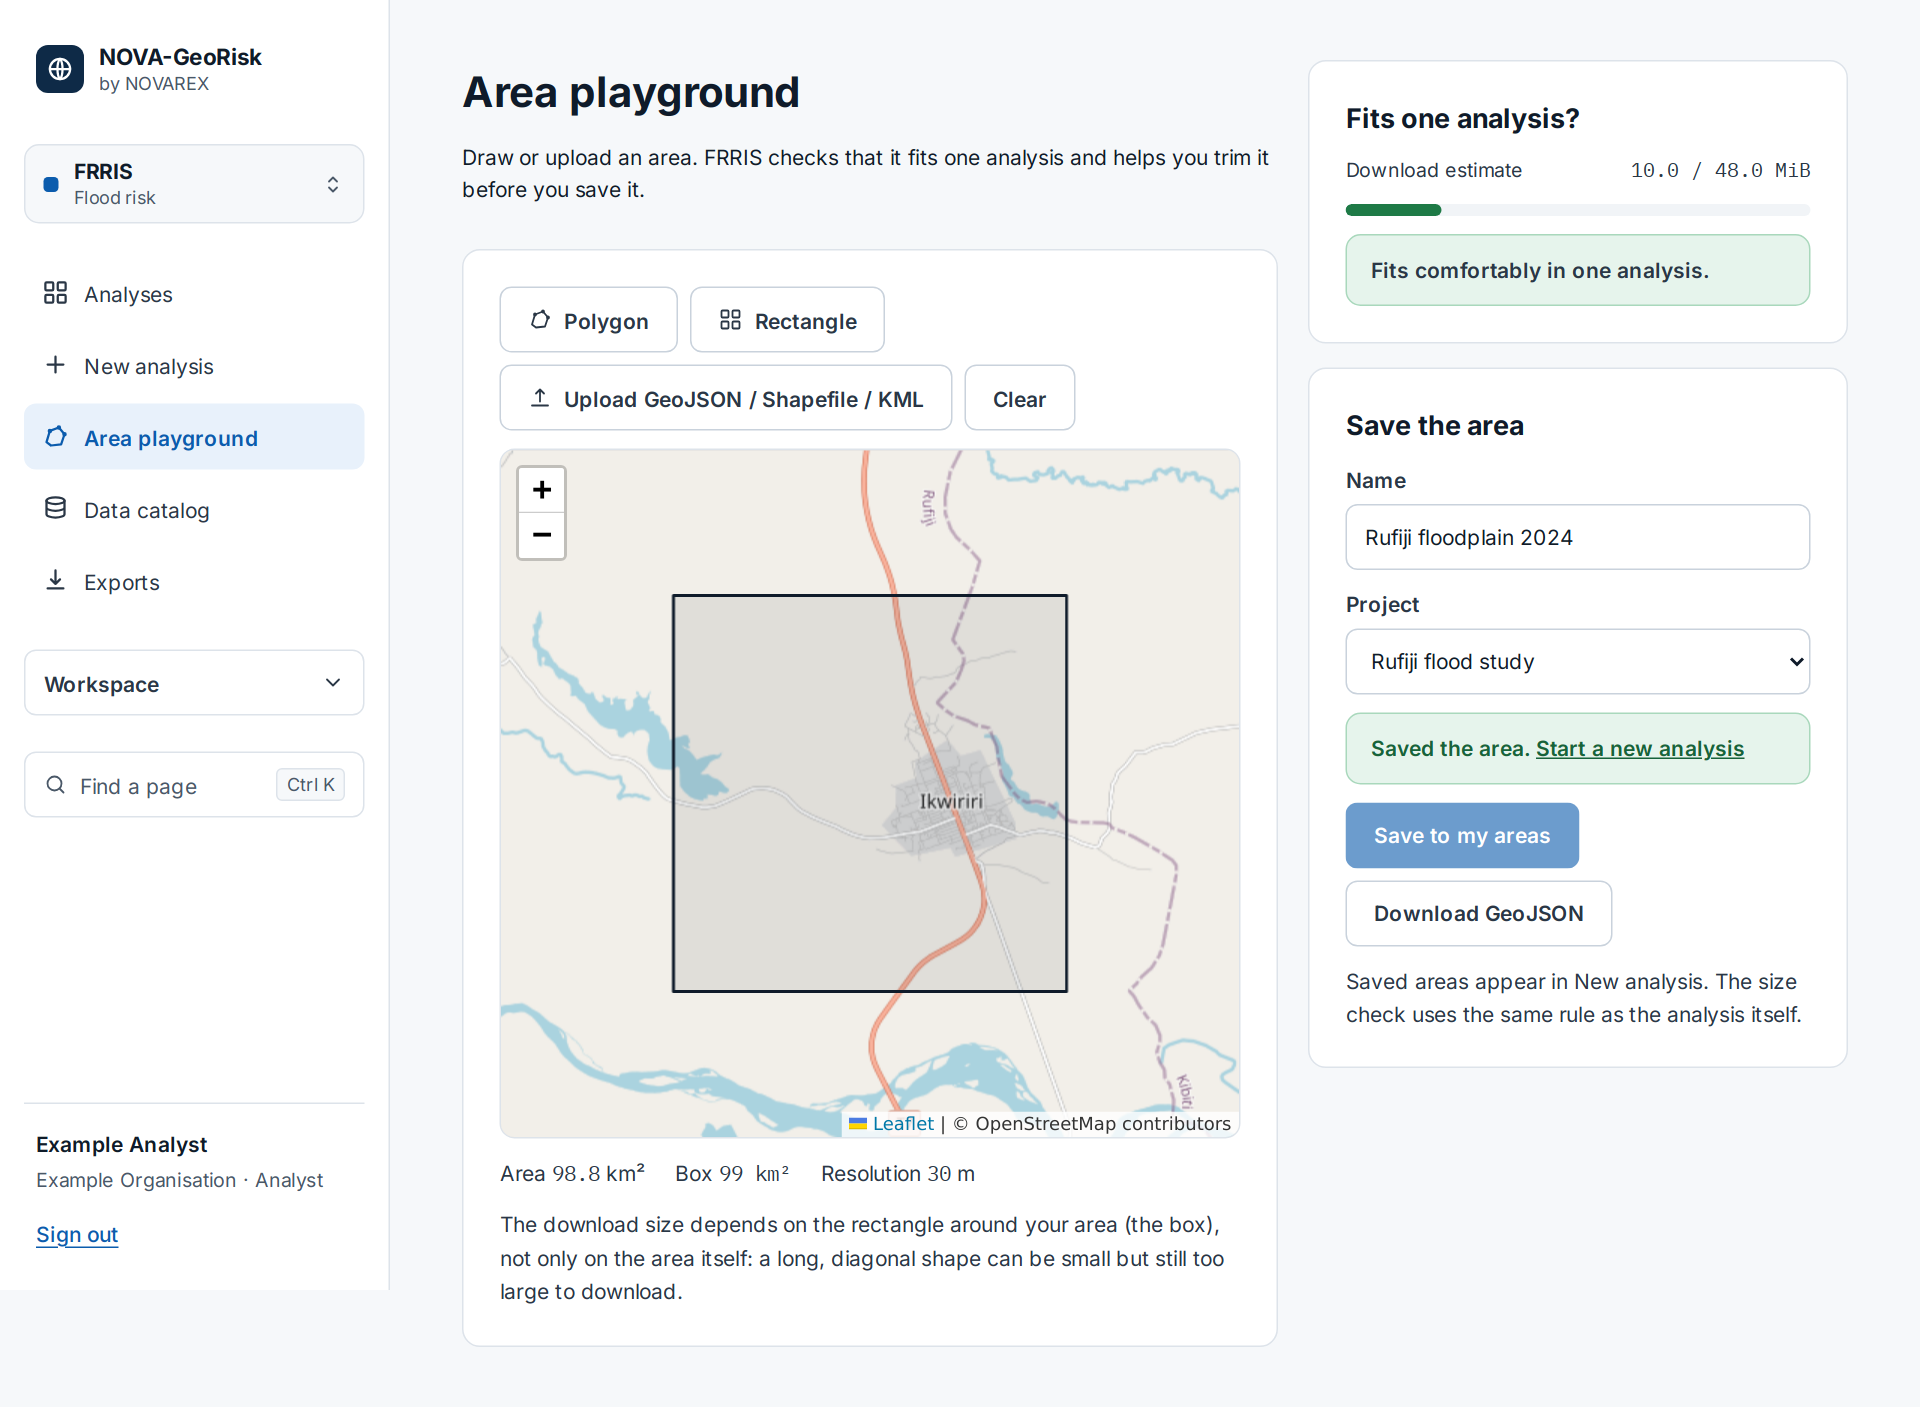 NOVA-GeoRisk
by NOVAREX
FRRIS
Flood risk
Analyses
New analysis
Area playground
Data catalog
Exports
Workspace
Find a page
Ctrl K
Example Analyst
Example Organisation · Analyst
Sign out
Area playground
Draw or upload an area. FRRIS checks that it fits one analysis and helps you trim it
before you save it.
Polygon
Rectangle
Upload GeoJSON / Shapefile / KML
Clear
+
−
Rufiji
Ikwiriri
Kibiti
Leaflet | © OpenStreetMap contributors
Area 98.8 km² Box 99 km² Resolution 30 m
The download size depends on the rectangle around your area (the box),
not only on the area itself: a long, diagonal shape can be small but still too
large to download.
Fits one analysis?
Download estimate 10.0 / 48.0 MiB
Fits comfortably in one analysis.
Save the area
Name
Rufiji floodplain 2024
Project
Rufiji flood study
Saved the area. Start a new analysis
Save to my areas
Download GeoJSON
Saved areas appear in New analysis. The size
check uses the same rule as the analysis itself.